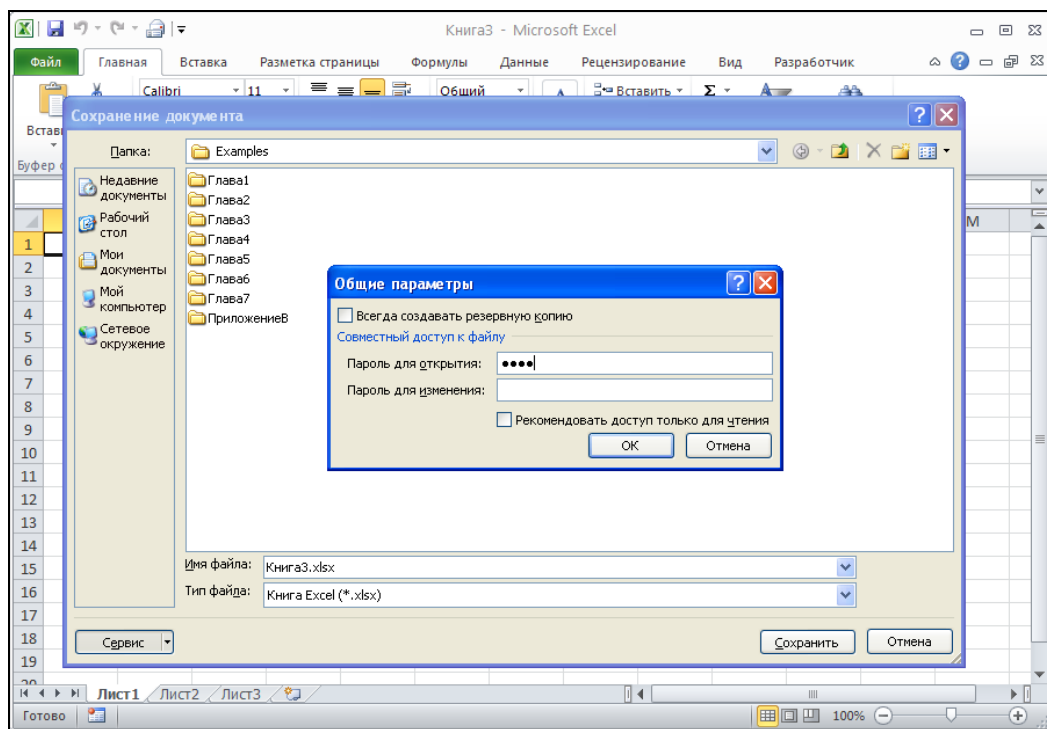 Книга3 - Microsoft Excel
Файл Главная Вставка Разметка страницы Формулы Данные Рецензирование Вид Разработчик
Calibri 11 Общий Вставить Σ
Сохранение документа
Папка: Examples
Недавние документы
Рабочий стол
Мои документы
Мой компьютер
Сетевое окружение
Глава1
Глава2
Глава3
Глава4
Глава5
Глава6
Глава7
ПриложениеВ
Общие параметры
Всегда создавать резервную копию
Совместный доступ к файлу
Пароль для открытия: ••••
Пароль для изменения:
Рекомендовать доступ только для чтения
ОК Отмена
Имя файла: Книга3.xlsx
Тип файла: Книга Excel (*.xlsx)
Сервис Сохранить Отмена
M
1
2
3
4
5
6
7
8
9
10
11
12
13
14
15
16
17
18
19
Лист1 Лист2 Лист3
Готово 100%